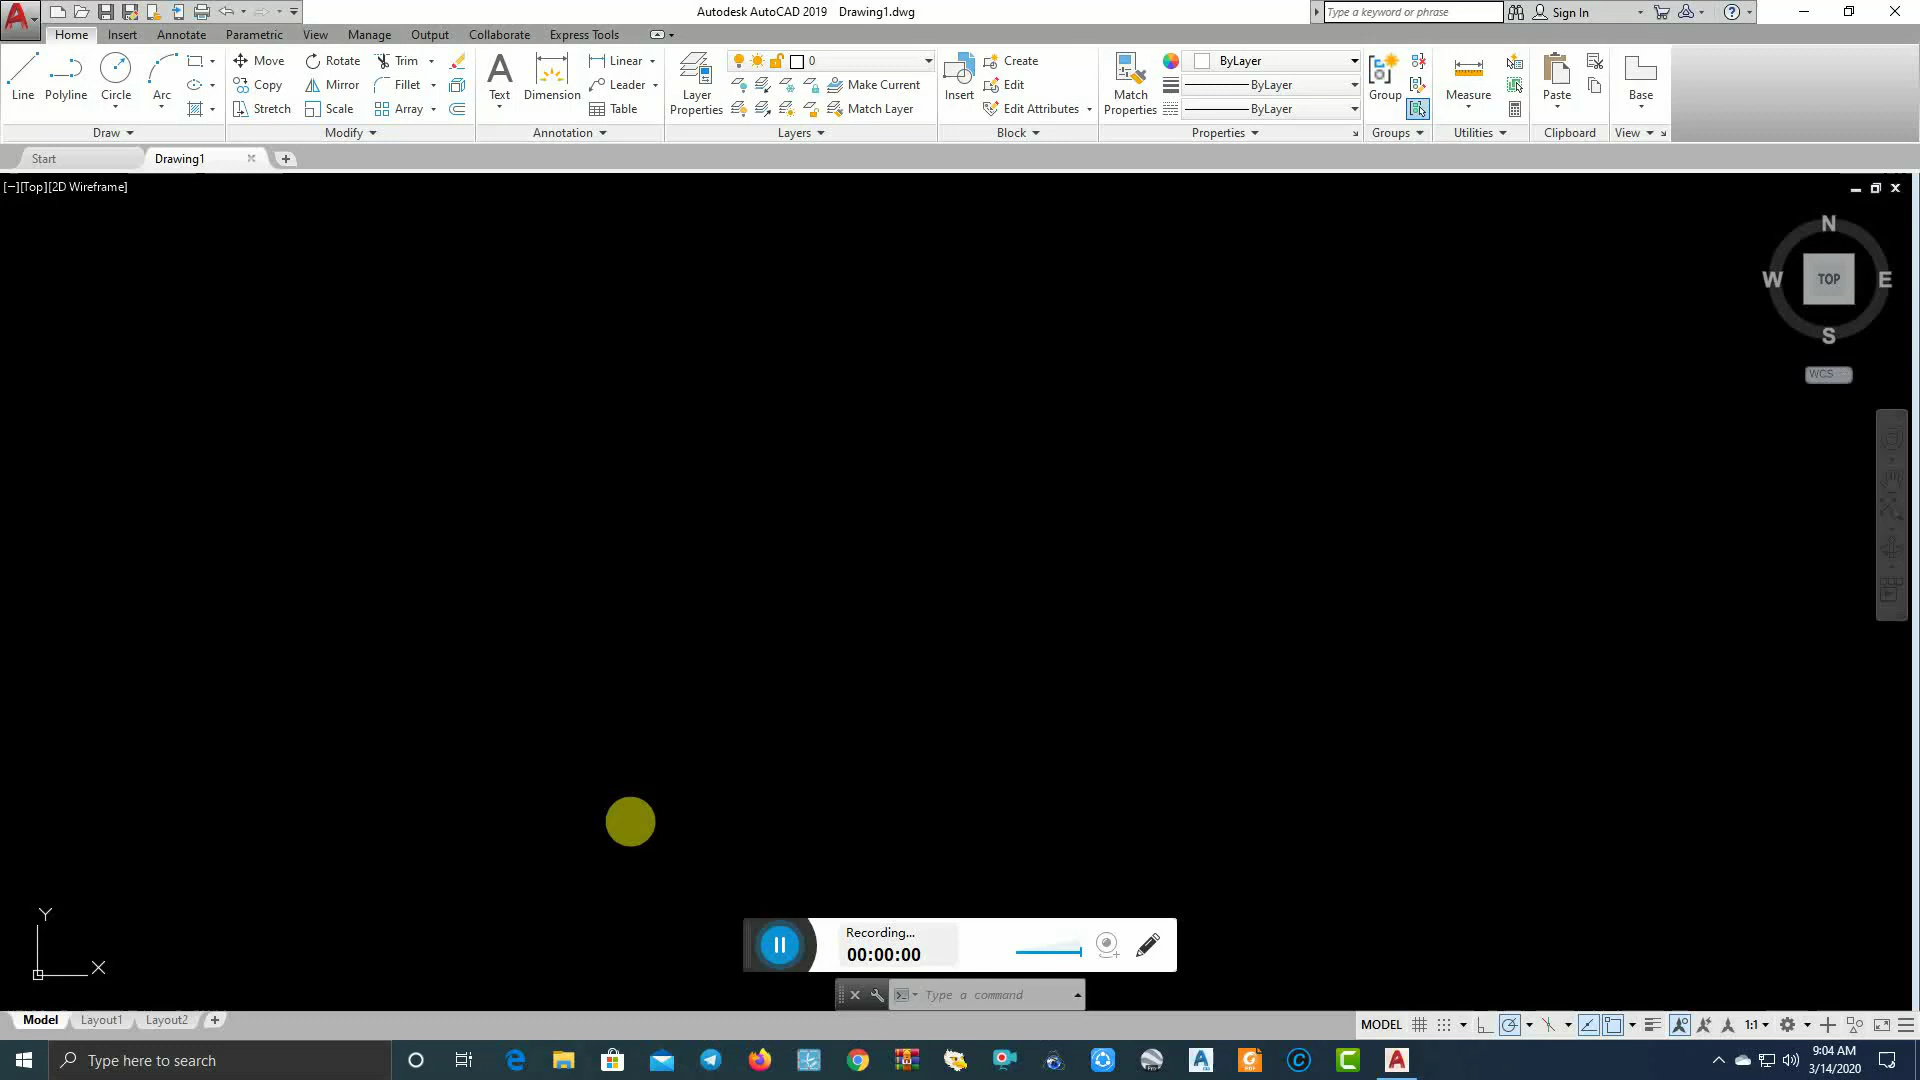 Autodesk AutoCAD 2019 Drawing1.dwg
Type a keyword or phrase
Sign In
Home Insert Annotate Parametric View Manage Output Collaborate Express Tools
Line Polyline Circle Arc
Move Rotate Trim
Copy Mirror Fillet
Stretch Scale Array
Text Dimension
Linear
Leader
Table
Layer
Properties
0
Make Current
Match Layer
Insert
Create
Edit
Edit Attributes
Match
Properties
ByLayer
ByLayer
ByLayer
Group
Measure
Paste
Base
Draw Modify Annotation Layers Block Properties Groups Utilities Clipboard View
Start Drawing1
[−][Top][2D Wireframe]
N
W TOP E
S
WCS
Y
X
Recording...
00:00:00
Type a command
Model Layout1 Layout2
MODEL 1:1
Type here to search
9:04 AM
3/14/2020